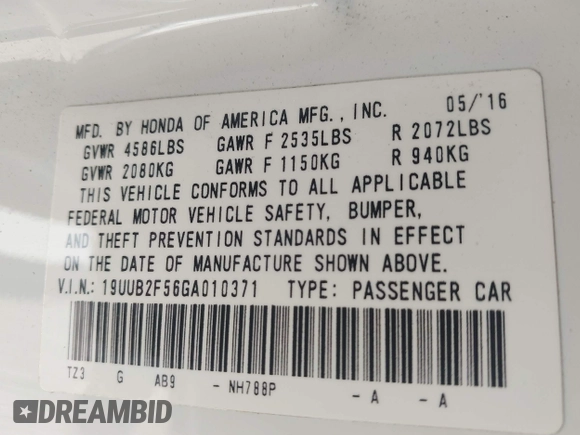 MFD. BY HONDA OF AMERICA MFG., INC. 05/'16
GVWR 4586LBS GAWR F 2535LBS R 2072LBS
GVWR 2080KG GAWR F 1150KG R 940KG
THIS VEHICLE CONFORMS TO ALL APPLICABLE
FEDERAL MOTOR VEHICLE SAFETY, BUMPER,
AND THEFT PREVENTION STANDARDS IN EFFECT
ON THE DATE OF MANUFACTURE SHOWN ABOVE.
V.I.N.: 19UUB2F56GA010371 TYPE: PASSENGER CAR
TZ3 G AB9 - NH788P - A - A
DREAMBID